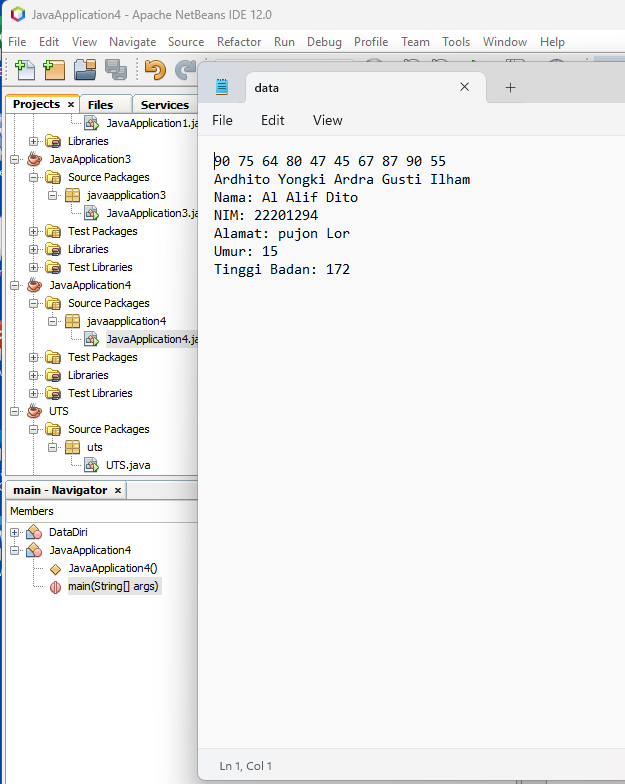 JavaApplication4 - Apache NetBeans IDE 12.0
File Edit View Navigate Source Refactor Run Debug Profile Team Tools Window Help
Projects × Files Services
JavaApplication1.ja
Libraries
JavaApplication3
Source Packages
javaapplication3
JavaApplication3.ja
Test Packages
Libraries
Test Libraries
JavaApplication4
Source Packages
javaapplication4
JavaApplication4.ja
Test Packages
Libraries
Test Libraries
UTS
Source Packages
uts
UTS.java
main - Navigator ×
Members
DataDiri
JavaApplication4
JavaApplication4()
main(String[] args)
data
File Edit View
90 75 64 80 47 45 67 87 90 55
Ardhito Yongki Ardra Gusti Ilham
Nama: Al Alif Dito
NIM: 22201294
Alamat: pujon Lor
Umur: 15
Tinggi Badan: 172
Ln 1, Col 1